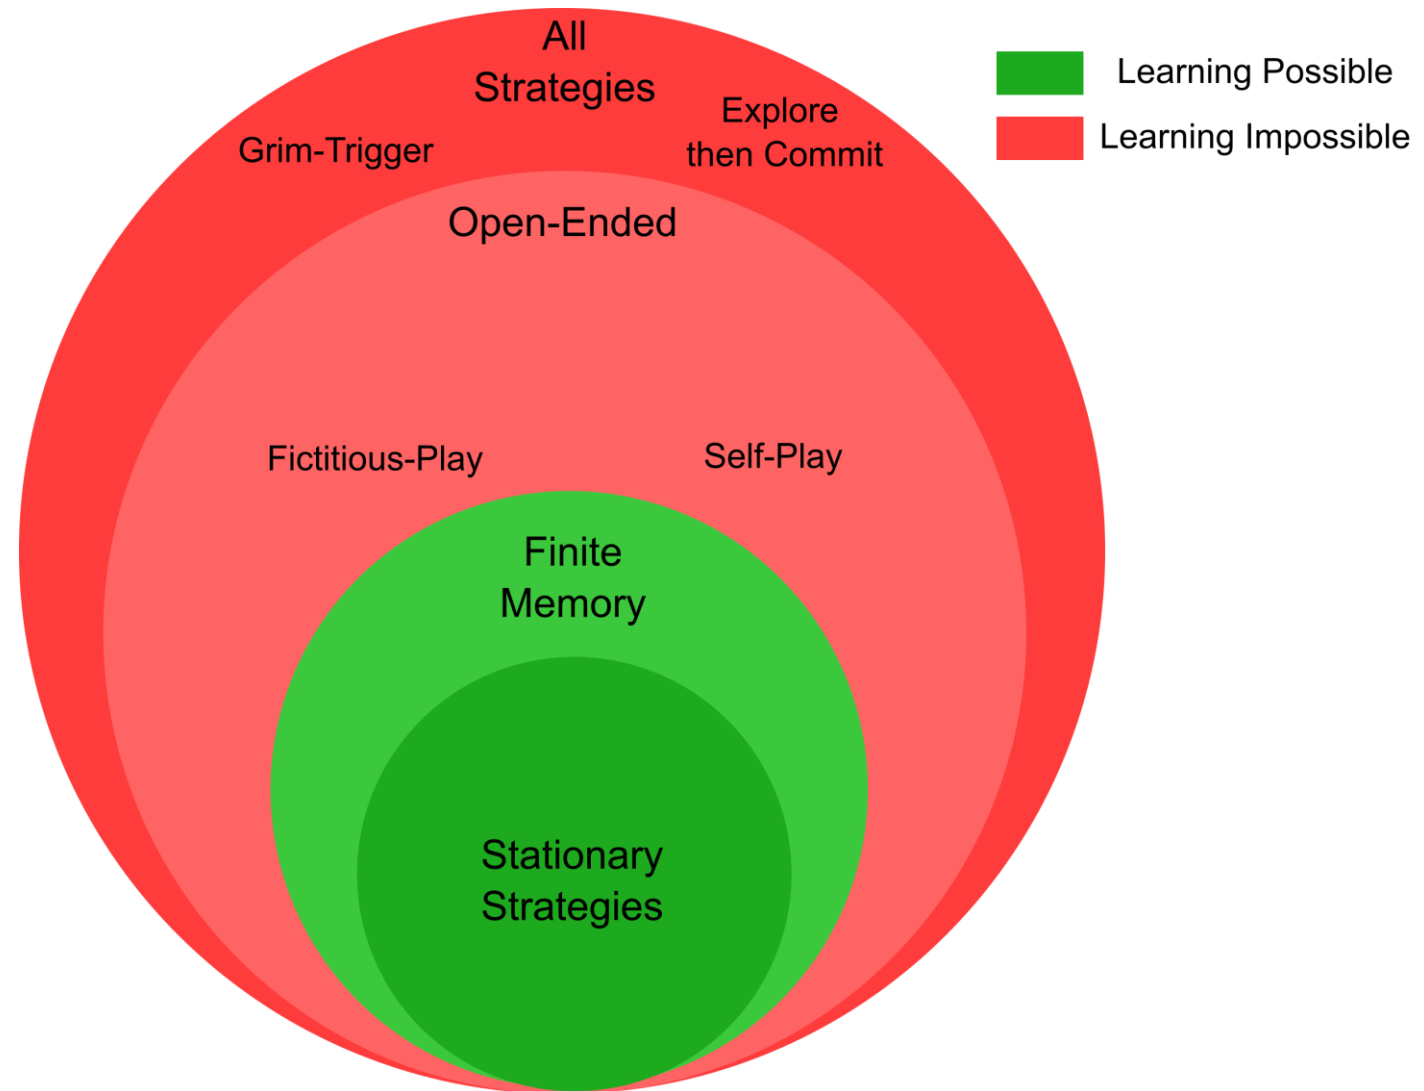 All
Strategies
Grim-Trigger
Explore
then Commit
Learning Possible
Learning Impossible
Open-Ended
Fictitious-Play
Self-Play
Finite
Memory
Stationary
Strategies